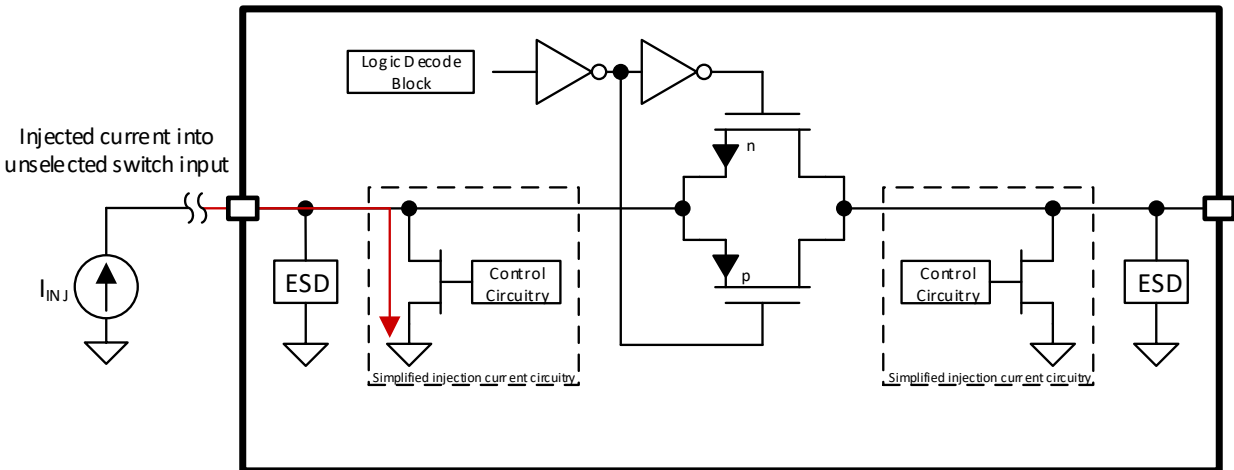 Logic Decode
Block
Injected current into
unselected switch input
n
I_INJ
ESD
Control
Circuitry
p
Control
Circuitry
ESD
Simplified injection current circuitry
Simplified injection current circuitry